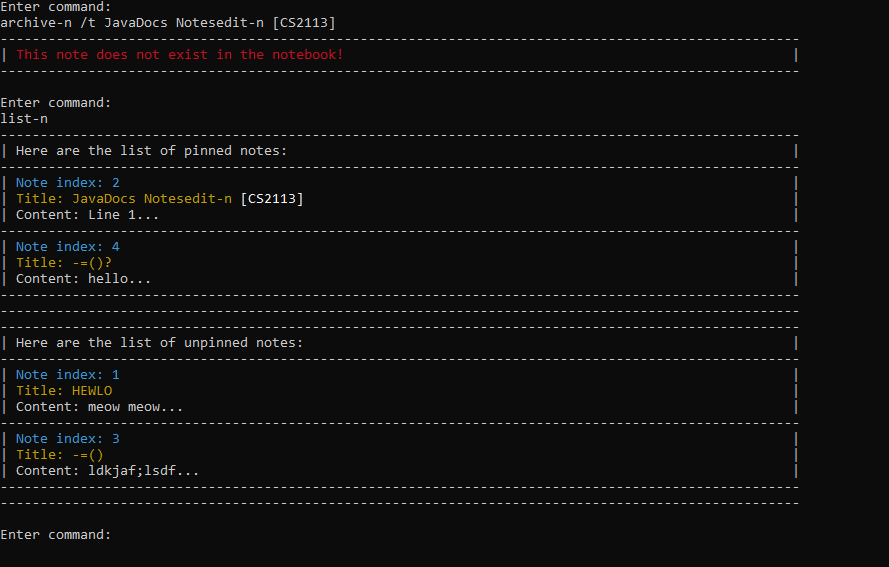 Enter command:
archive-n /t JavaDocs Notesedit-n [CS2113]
----------------------------------------------------------------------------------------------------
| This note does not exist in the notebook! |
----------------------------------------------------------------------------------------------------
Enter command:
list-n
----------------------------------------------------------------------------------------------------
| Here are the list of pinned notes: |
----------------------------------------------------------------------------------------------------
| Note index: 2 |
| Title: JavaDocs Notesedit-n [CS2113] |
| Content: Line 1... |
----------------------------------------------------------------------------------------------------
| Note index: 4 |
| Title: -=()? |
| Content: hello... |
----------------------------------------------------------------------------------------------------
----------------------------------------------------------------------------------------------------
----------------------------------------------------------------------------------------------------
| Here are the list of unpinned notes: |
----------------------------------------------------------------------------------------------------
| Note index: 1 |
| Title: HEWLO |
| Content: meow meow... |
----------------------------------------------------------------------------------------------------
| Note index: 3 |
| Title: -=() |
| Content: ldkjaf;lsdf... |
----------------------------------------------------------------------------------------------------
----------------------------------------------------------------------------------------------------
Enter command: